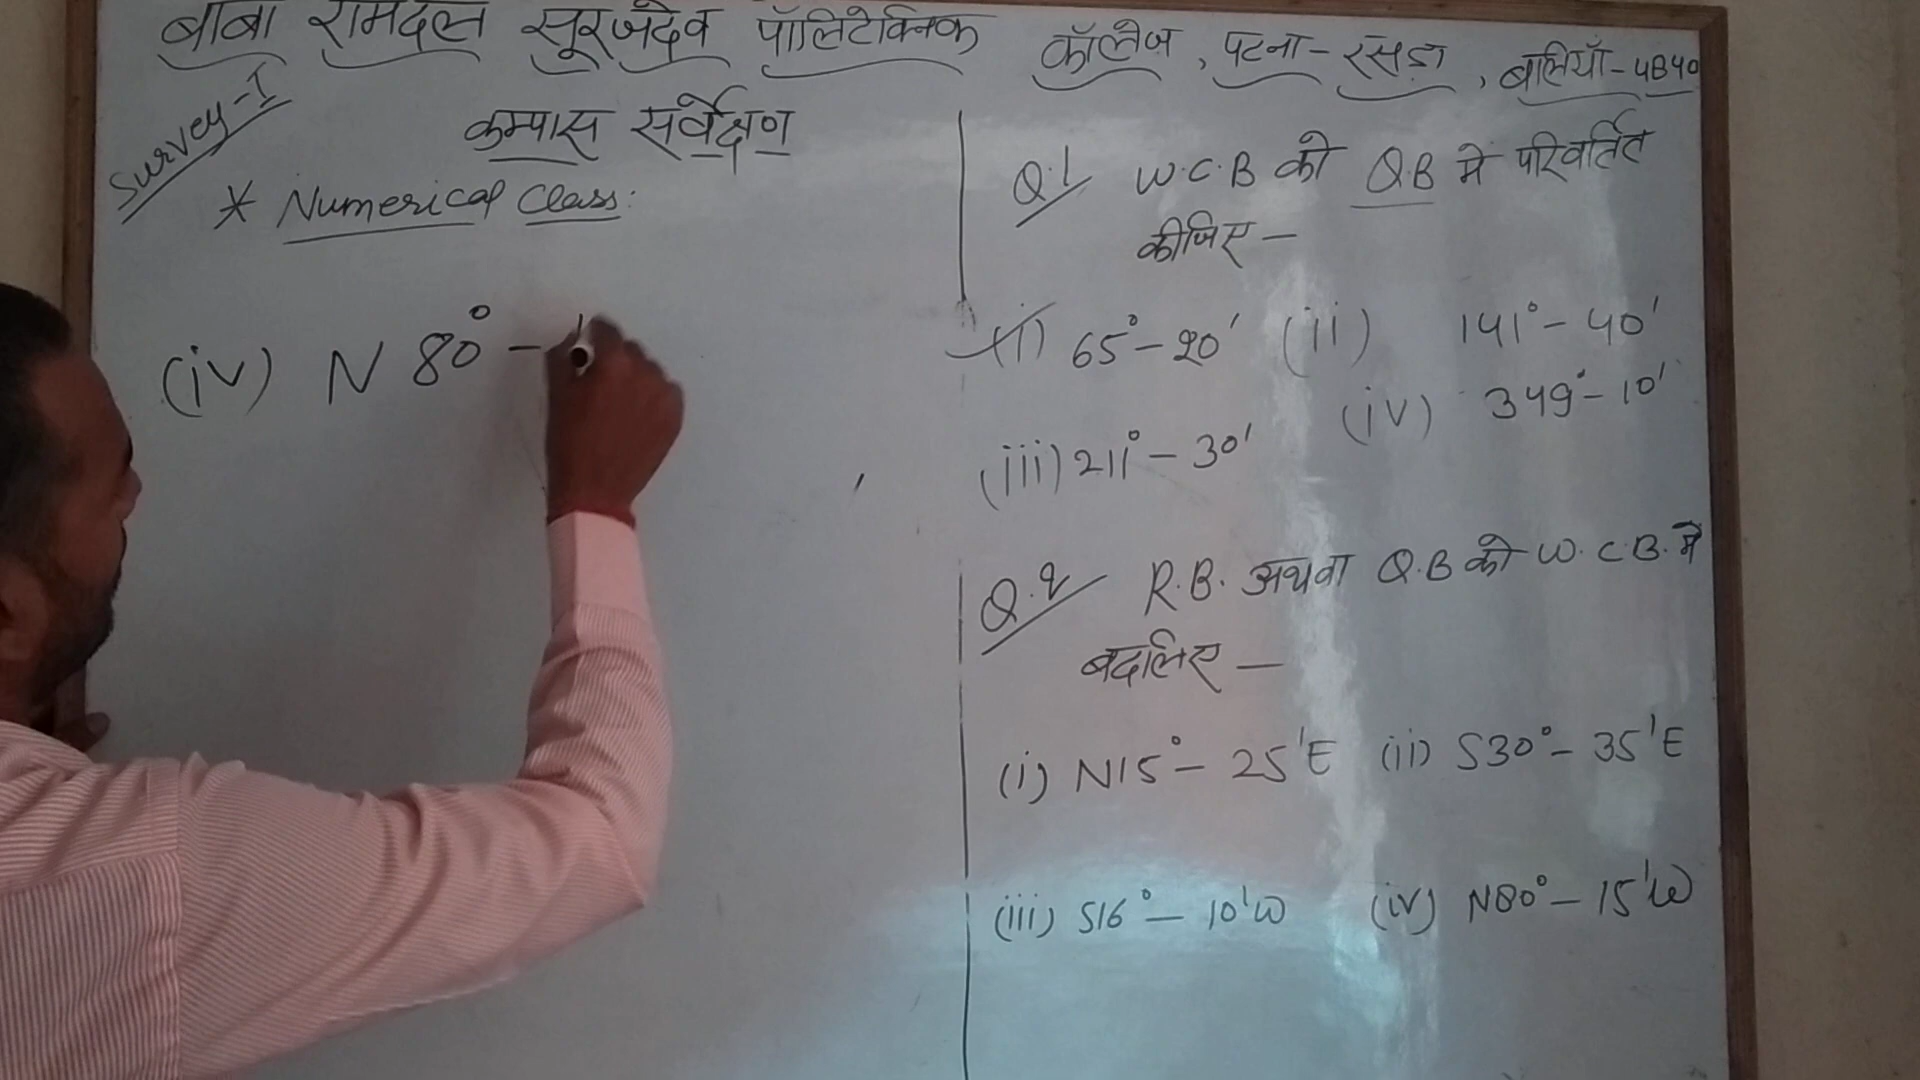 बाबा रामदल सूरजदेव पॉलिटेक्निक कॉलेज, पटना-रसड़ा, बलियाँ-4B40
Survey-I
कम्पास सर्वेक्षण
* Numerical Class:
(iv) N 80° - 1
Q.1 W.C.B को Q.B मे परिवर्तित
कीजिए —
(i) 65° - 20' (ii) 141° - 40'
(iii) 211° - 30' (iv) 349° - 10'
Q.2 R.B. अथवा Q.B को W.C.B. मे
बदलिए —
(i) N15° - 25'E (ii) S30° - 35'E
(iii) S16° - 10'W (iv) N80° - 15'W